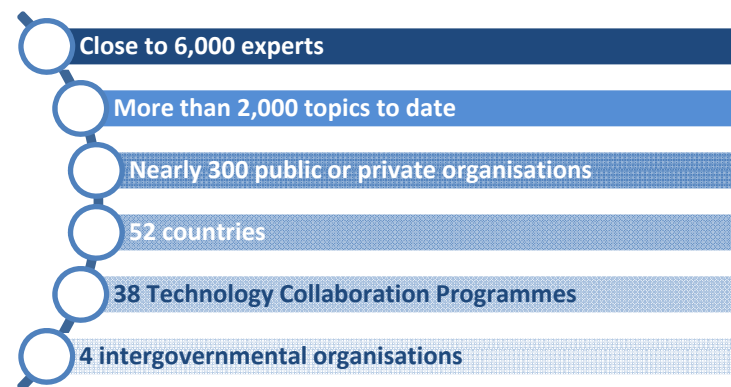 Close to 6,000 experts
More than 2,000 topics to date
Nearly 300 public or private organisations
52 countries
38 Technology Collaboration Programmes
4 intergovernmental organisations